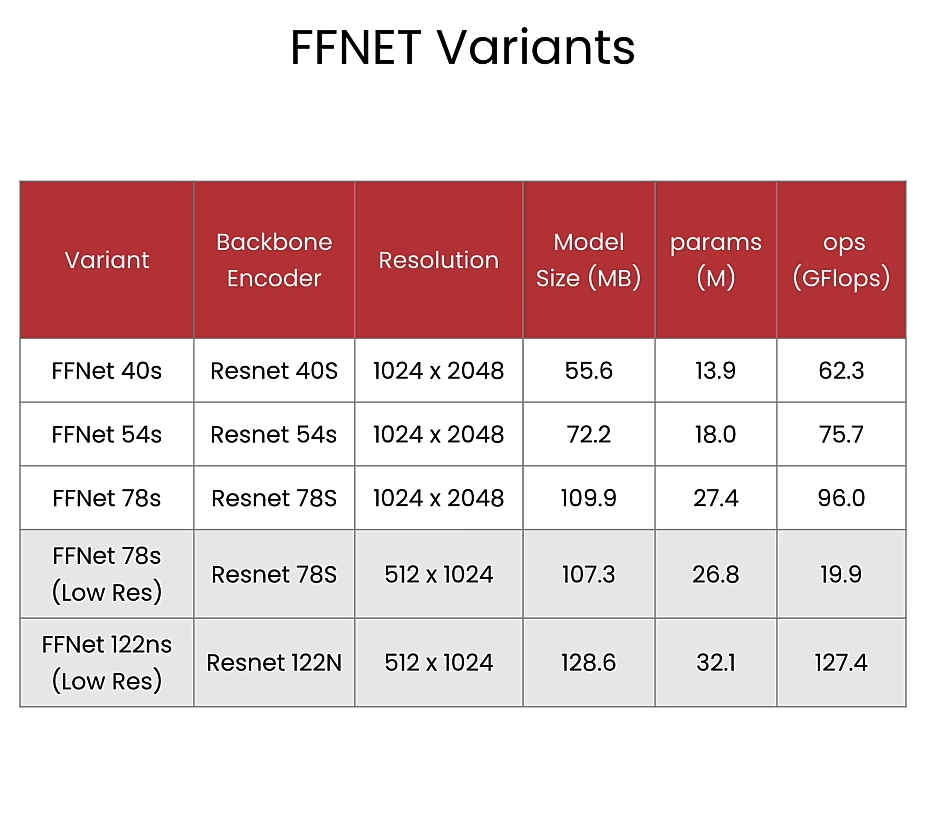 FFNET Variants
Variant
Backbone
Encoder
Resolution
Model
Size (MB)
params
(M)
ops
(GFlops)
FFNet 40s
Resnet 40S
1024 x 2048
55.6
13.9
62.3
FFNet 54s
Resnet 54s
1024 x 2048
72.2
18.0
75.7
FFNet 78s
Resnet 78S
1024 x 2048
109.9
27.4
96.0
FFNet 78s
(Low Res)
Resnet 78S
512 x 1024
107.3
26.8
19.9
FFNet 122ns
(Low Res)
Resnet 122N
512 x 1024
128.6
32.1
127.4